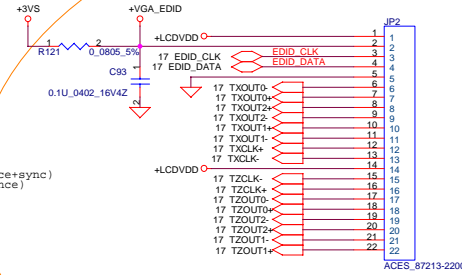 +3VS
+VGA_EDID
JP2
R121
1
2
0_0805_5%
+LCDVDD
1
1
2
17 EDID_CLK
EDID_CLK
3
3
17 EDID_DATA
EDID_DATA
4
4
C93
1
2
0.1U_0402_16V4Z
5
5
17 TXOUT0-
6
6
17 TXOUT0+
7
7
17 TXOUT2+
8
8
17 TXOUT2-
9
9
17 TXOUT1+
10
10
17 TXOUT1-
11
11
17 TXCLK+
12
12
17 TXCLK-
13
13
+LCDVDD
14
14
ce+sync)
nce)
17 TZCLK-
15
15
17 TZCLK+
16
16
17 TZOUT0-
17
17
17 TZOUT0+
18
18
17 TZOUT2-
19
19
17 TZOUT2+
20
20
17 TZOUT1-
21
21
17 TZOUT1+
22
22
ACES_87213-2200